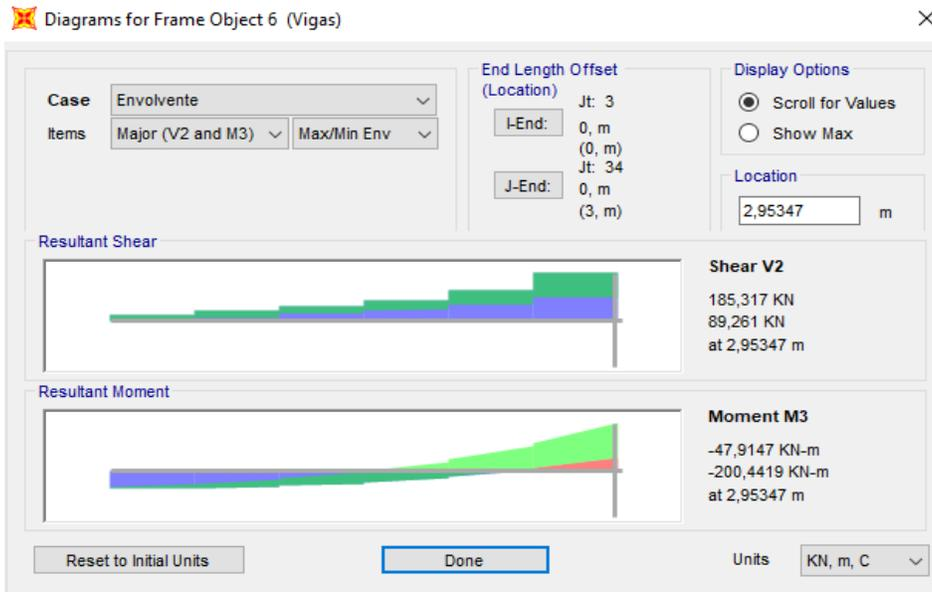 Diagrams for Frame Object 6 (Vigas)
Case
Envolvente
Items
Major (V2 and M3)
Max/Min Env
End Length Offset
(Location)
I-End:
Jt: 3
0, m
(0, m)
J-End:
Jt: 34
0, m
(3, m)
Display Options
Scroll for Values
Show Max
Location
2,95347 m
Resultant Shear
Shear V2
185,317 KN
89,261 KN
at 2,95347 m
Resultant Moment
Moment M3
-47,9147 KN-m
-200,4419 KN-m
at 2,95347 m
Reset to Initial Units
Done
Units
KN, m, C